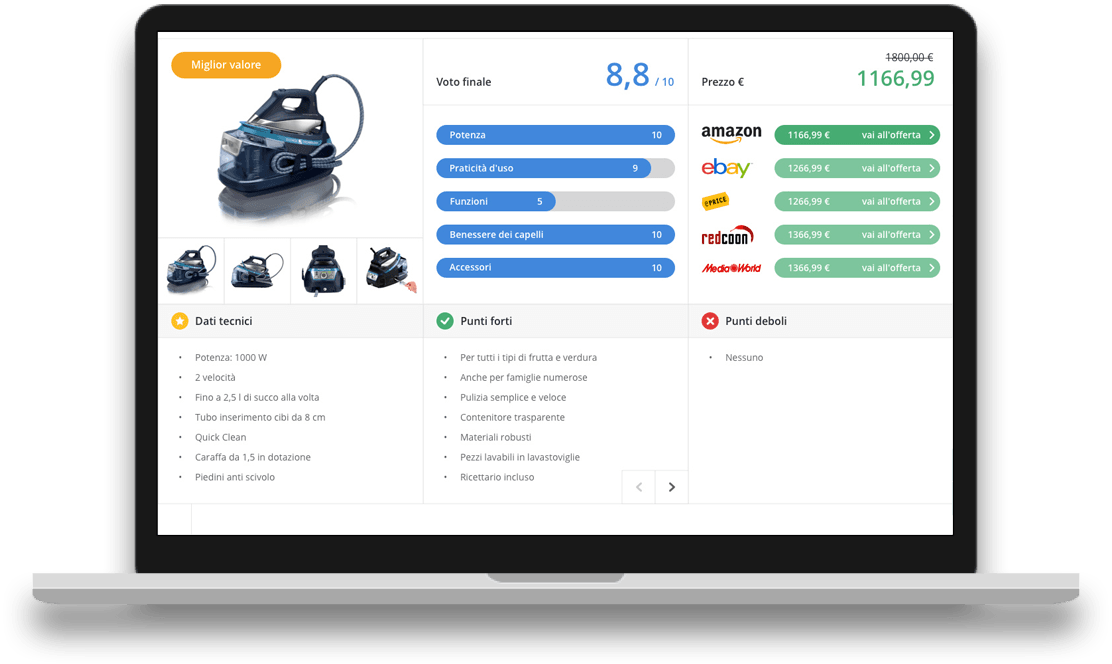 Miglior valore
Voto finale
8,8 / 10
Prezzo €
1800,00 €
1166,99
Potenza 10
Praticità d'uso 9
Funzioni 5
Benessere dei capelli 10
Accessori 10
amazon 1166,99 € vai all'offerta
ebay 1266,99 € vai all'offerta
ePRICE 1266,99 € vai all'offerta
redcoon 1366,99 € vai all'offerta
MediaWorld 1366,99 € vai all'offerta
Dati tecnici
• Potenza: 1000 W
• 2 velocità
• Fino a 2,5 l di succo alla volta
• Tubo inserimento cibi da 8 cm
• Quick Clean
• Caraffa da 1,5 in dotazione
• Piedini anti scivolo
Punti forti
• Per tutti i tipi di frutta e verdura
• Anche per famiglie numerose
• Pulizia semplice e veloce
• Contenitore trasparente
• Materiali robusti
• Pezzi lavabili in lavastoviglie
• Ricettario incluso
Punti deboli
• Nessuno